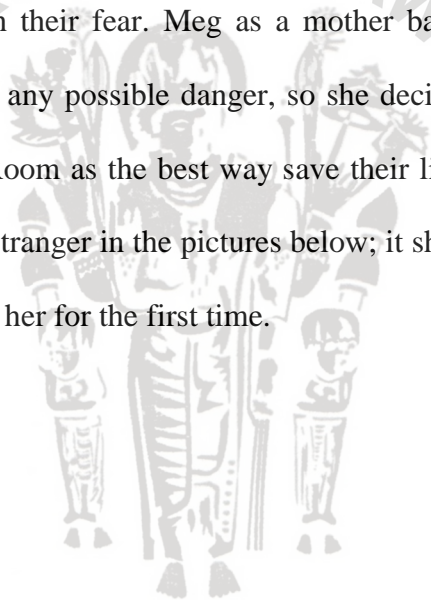 their fear. Meg as a mother ba
any possible danger, so she deci
oom as the best way save their li
tranger in the pictures below; it sh
her for the first time.